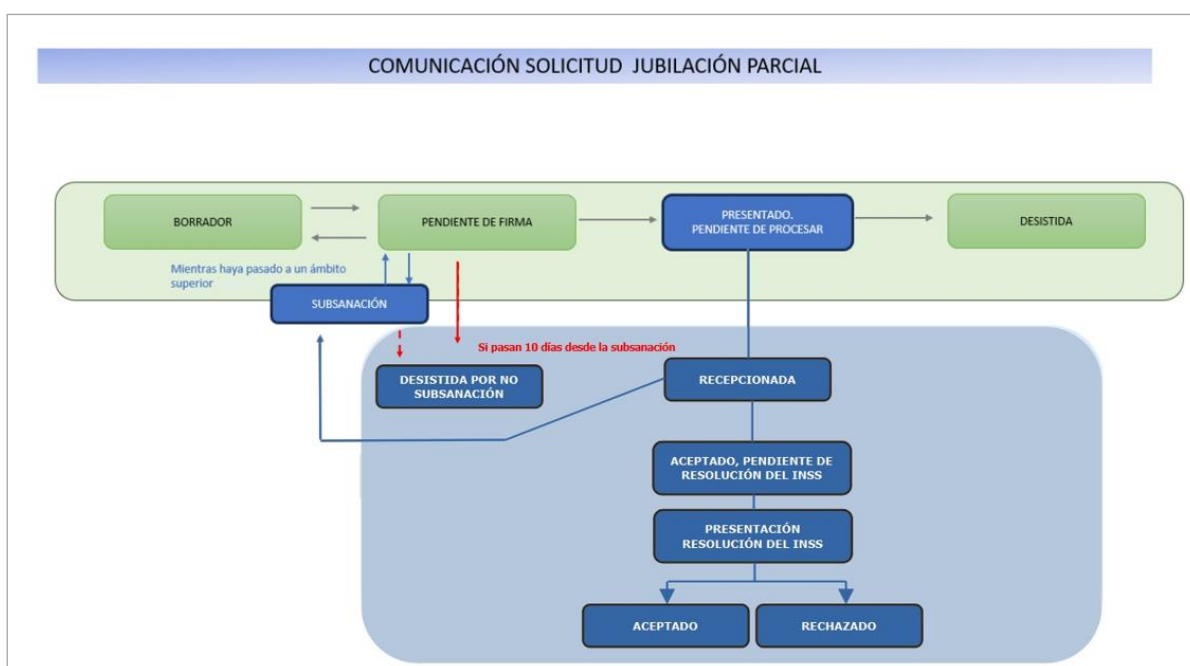 COMUNICACIÓN SOLICITUD JUBILACIÓN PARCIAL
BORRADOR
PENDIENTE DE FIRMA
PRESENTADO.
PENDIENTE DE PROCESAR
DESISTIDA
Mientras haya pasado a un ámbito
superior
SUBSANACIÓN
Si pasan 10 días desde la subsanación
DESISTIDA POR NO
SUBSANACIÓN
RECEPCIONADA
ACEPTADO, PENDIENTE DE
RESOLUCIÓN DEL INSS
PRESENTACIÓN
RESOLUCIÓN DEL INSS
ACEPTADO
RECHAZADO